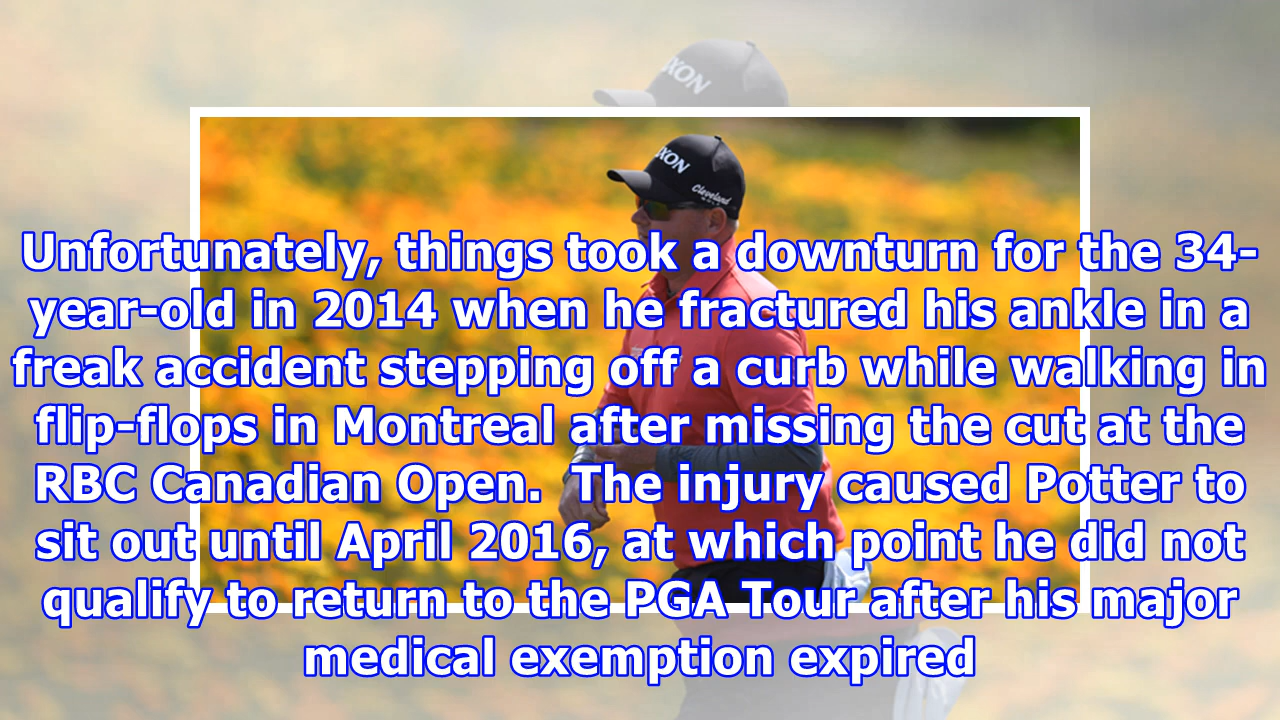 XON
XON
Cleveland
Unfortunately, things took a downturn for the 34-
year-old in 2014 when he fractured his ankle in a
freak accident stepping off a curb while walking in
flip-flops in Montreal after missing the cut at the
RBC Canadian Open.  The injury caused Potter to
sit out until April 2016, at which point he did not
qualify to return to the PGA Tour after his major
medical exemption expired